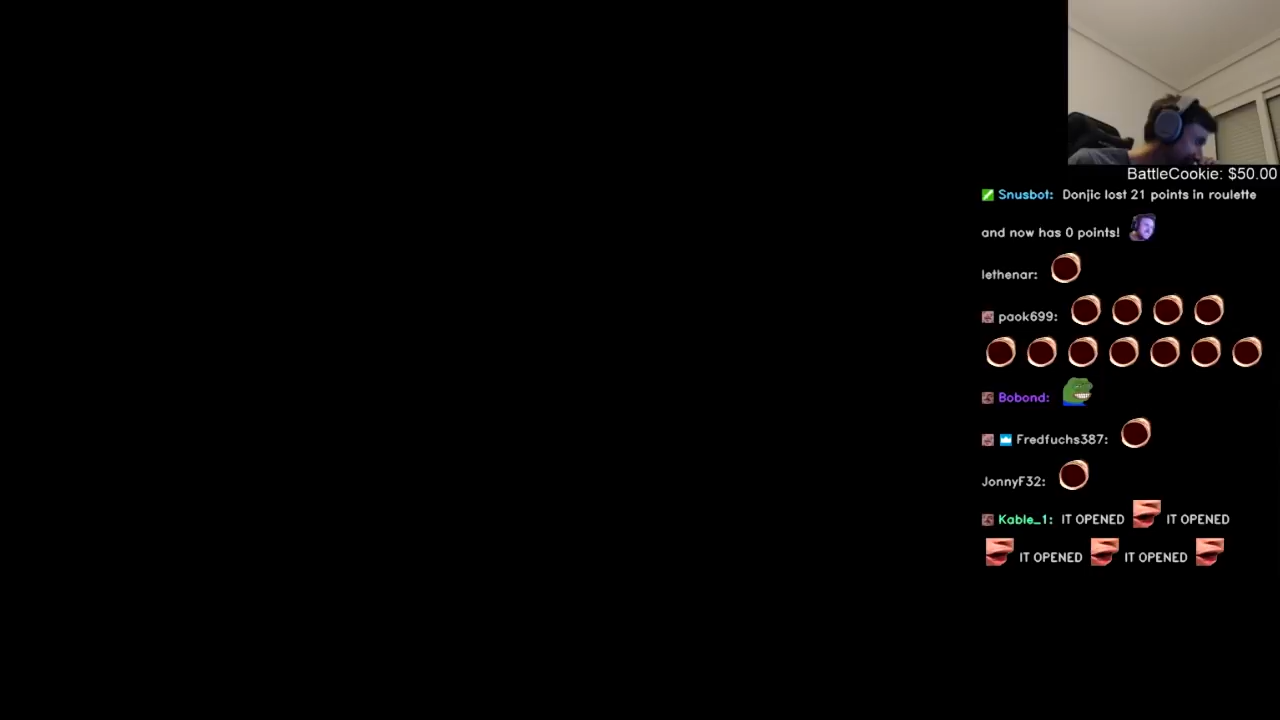 BattleCookie: $50.00
Snusbot: Donjic lost 21 points in roulette
and now has 0 points!
lethenar:
paok699:
Bobond:
Fredfuchs387:
JonnyF32:
Kable_1: IT OPENED IT OPENED
IT OPENED IT OPENED